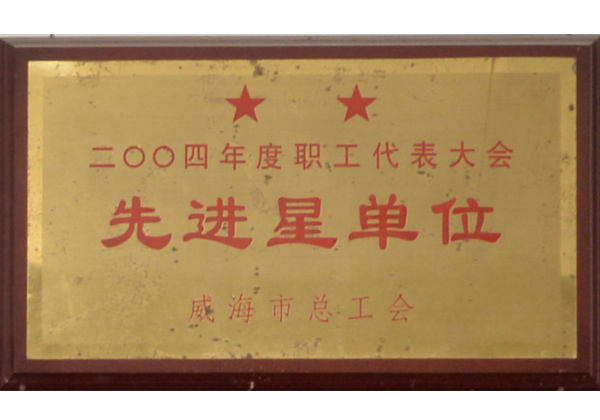 二〇〇四年度职工代表大会
先进星单位
威海市总工会